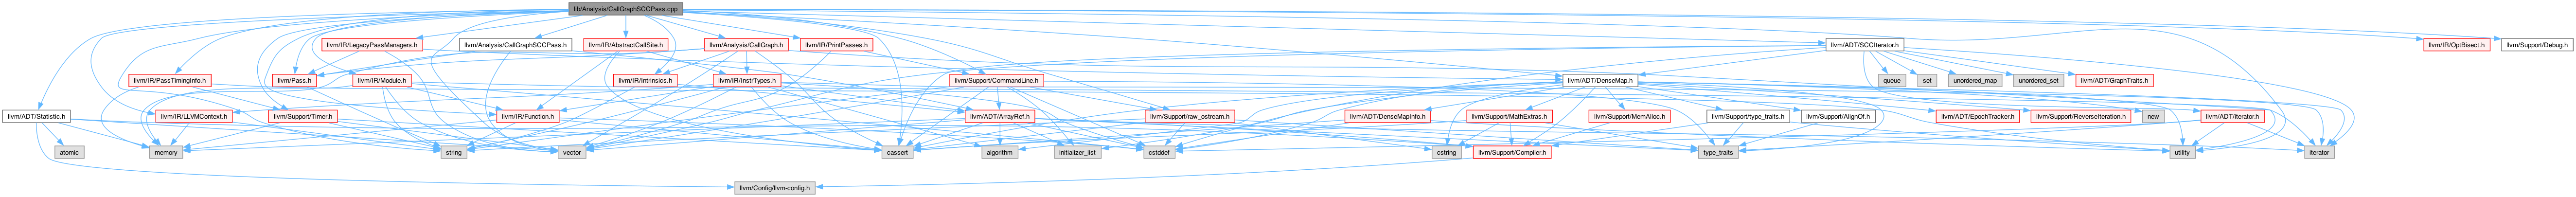 lib/Analysis/CallGraphSCCPass.cpp
llvm/IR/LegacyPassManagers.h
llvm/Analysis/CallGraphSCCPass.h
llvm/IR/AbstractCallSite.h
llvm/Analysis/CallGraph.h
llvm/IR/PrintPasses.h
llvm/ADT/SCCIterator.h
llvm/IR/OptBisect.h
llvm/Support/Debug.h
llvm/IR/PassTimingInfo.h
llvm/Pass.h
llvm/IR/Module.h
llvm/IR/Intrinsics.h
llvm/IR/InstrTypes.h
llvm/Support/CommandLine.h
llvm/ADT/DenseMap.h
queue
set
unordered_map
unordered_set
llvm/ADT/GraphTraits.h
llvm/ADT/Statistic.h
llvm/IR/LLVMContext.h
llvm/Support/Timer.h
llvm/IR/Function.h
llvm/ADT/ArrayRef.h
llvm/Support/raw_ostream.h
llvm/ADT/DenseMapInfo.h
llvm/Support/MathExtras.h
llvm/Support/MemAlloc.h
llvm/Support/type_traits.h
llvm/Support/AlignOf.h
llvm/ADT/EpochTracker.h
llvm/Support/ReverseIteration.h
new
llvm/ADT/iterator.h
atomic
memory
string
vector
cassert
algorithm
initializer_list
cstddef
cstring
llvm/Support/Compiler.h
type_traits
utility
iterator
llvm/Config/llvm-config.h